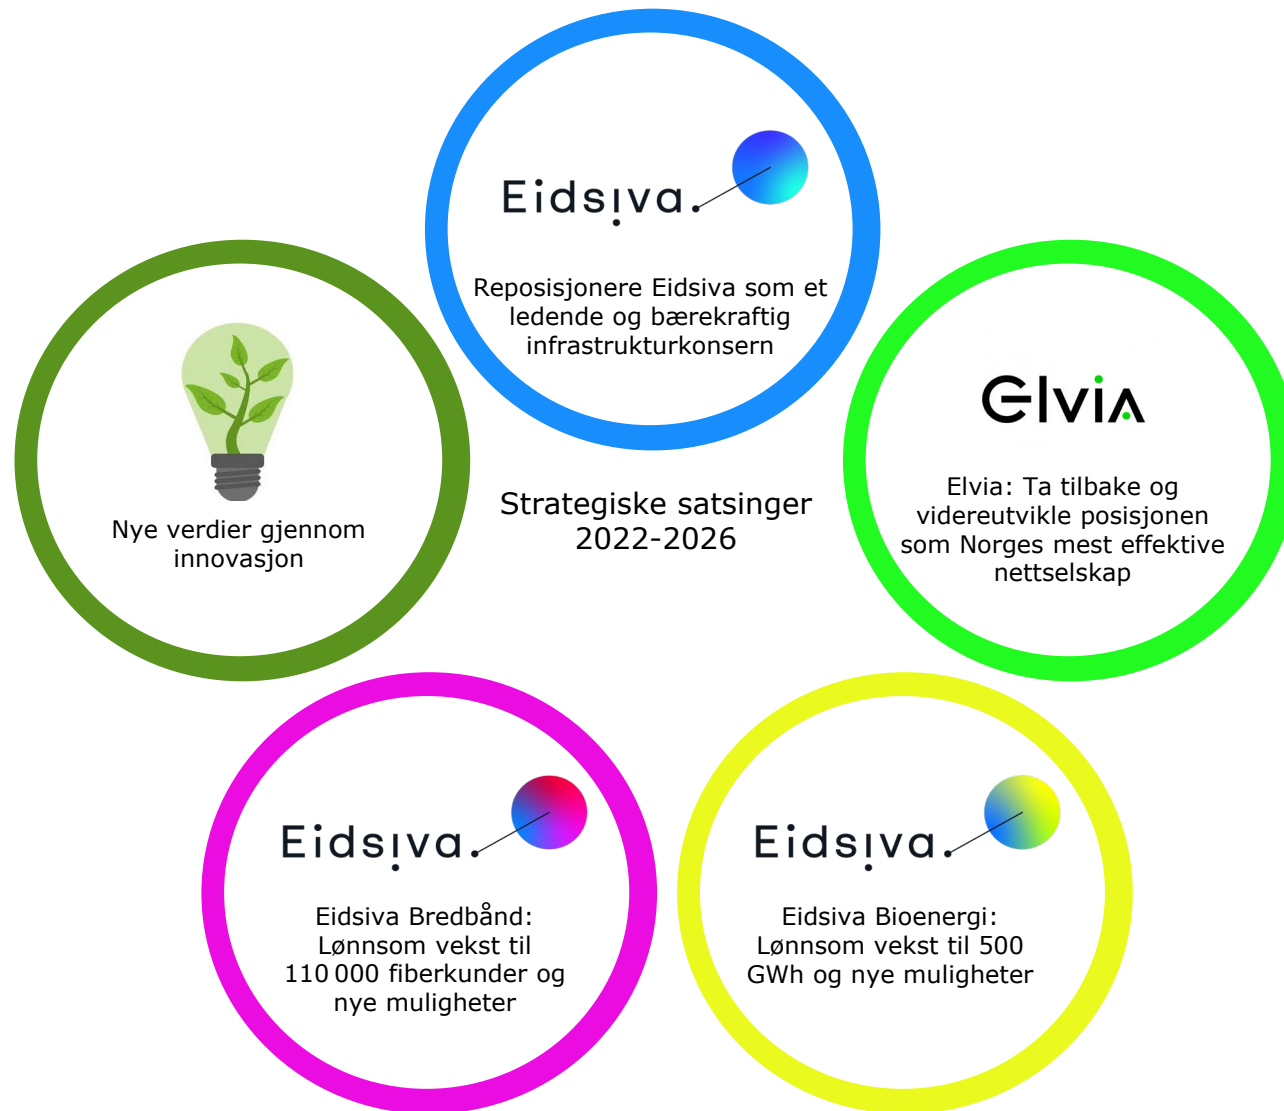 Eidsiva.
Reposisjonere Eidsiva som et
ledende og bærekraftig
infrastrukturkonsern
Nye verdier gjennom
innovasjon
Strategiske satsinger
2022-2026
Elvia
Elvia: Ta tilbake og
videreutvikle posisjonen
som Norges mest effektive
nettselskap
Eidsiva.
Eidsiva Bredbånd:
Lønnsom vekst til
110 000 fiberkunder og
nye muligheter
Eidsiva.
Eidsiva Bioenergi:
Lønnsom vekst til 500
GWh og nye muligheter